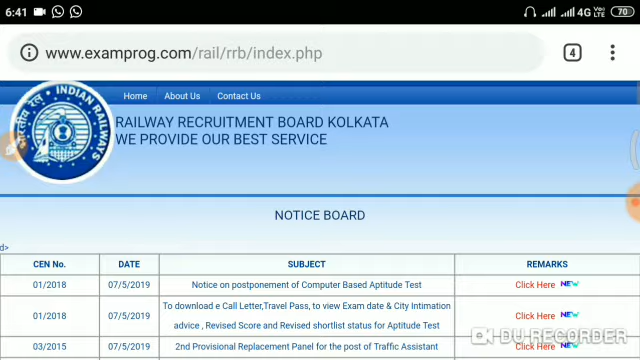 6:41
4G VoLTE 70
www.examprog.com/rail/rrb/index.php
4
Home About Us Contact Us
INDIAN RAILWAYS
भारतीय रेल
RAILWAY RECRUITMENT BOARD KOLKATA
WE PROVIDE OUR BEST SERVICE
NOTICE BOARD
d>
CEN No. DATE SUBJECT REMARKS
01/2018 07/5/2019 Notice on postponement of Computer Based Aptitude Test Click Here NEW
To download e Call Letter,Travel Pass, to view Exam date & City Intimation
01/2018 07/5/2019 Click Here NEW
advice , Revised Score and Revised shortlist status for Aptitude Test
03/2015 07/5/2019 2nd Provisional Replacement Panel for the post of Traffic Assistant Click Here NEW
DU RECORDER